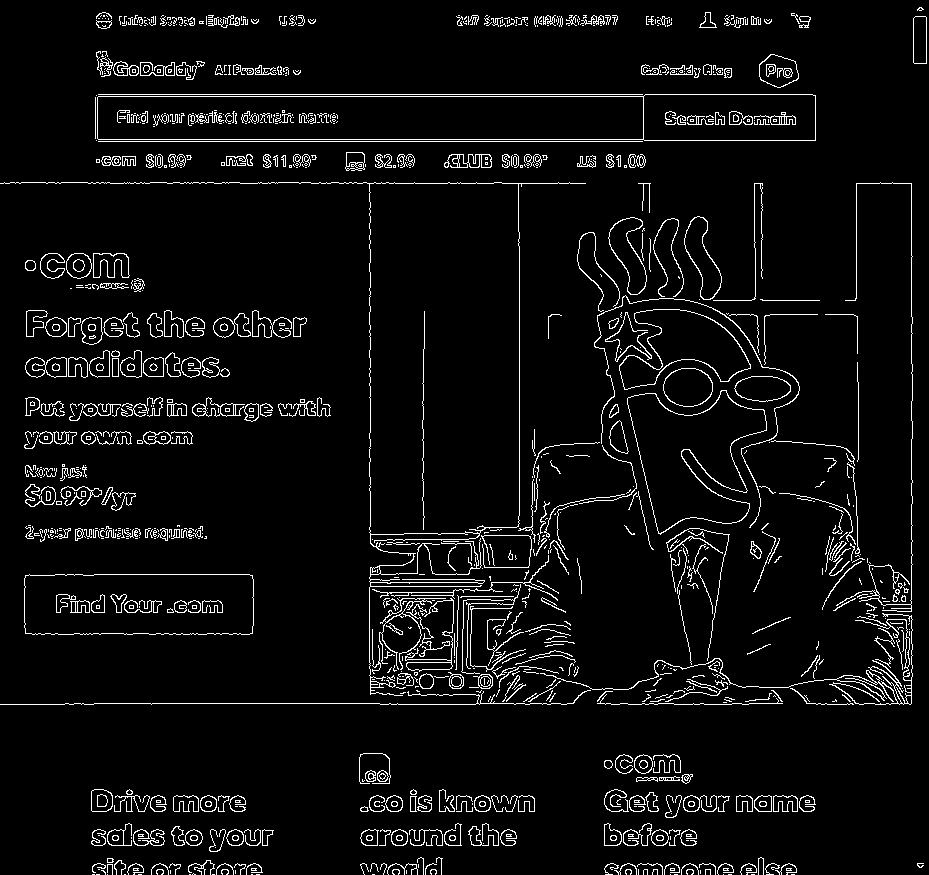 United States - English USD 24/7 Support (480) 505-8877 Help Sign In
GoDaddy™ All Products GoDaddy Blog Pro
Find your perfect domain name Search Domain
.com $0.99* .net $11.99* .co $2.99 .CLUB $0.99* .us $1.00
.com
Forget the other
candidates.
Put yourself in charge with
your own .com
Now just
$0.99*/yr
2-year purchase required.
Find Your .com
Drive more
sales to your
site or store
.co
.co is known
around the
world
.com
Get your name
before
someone else